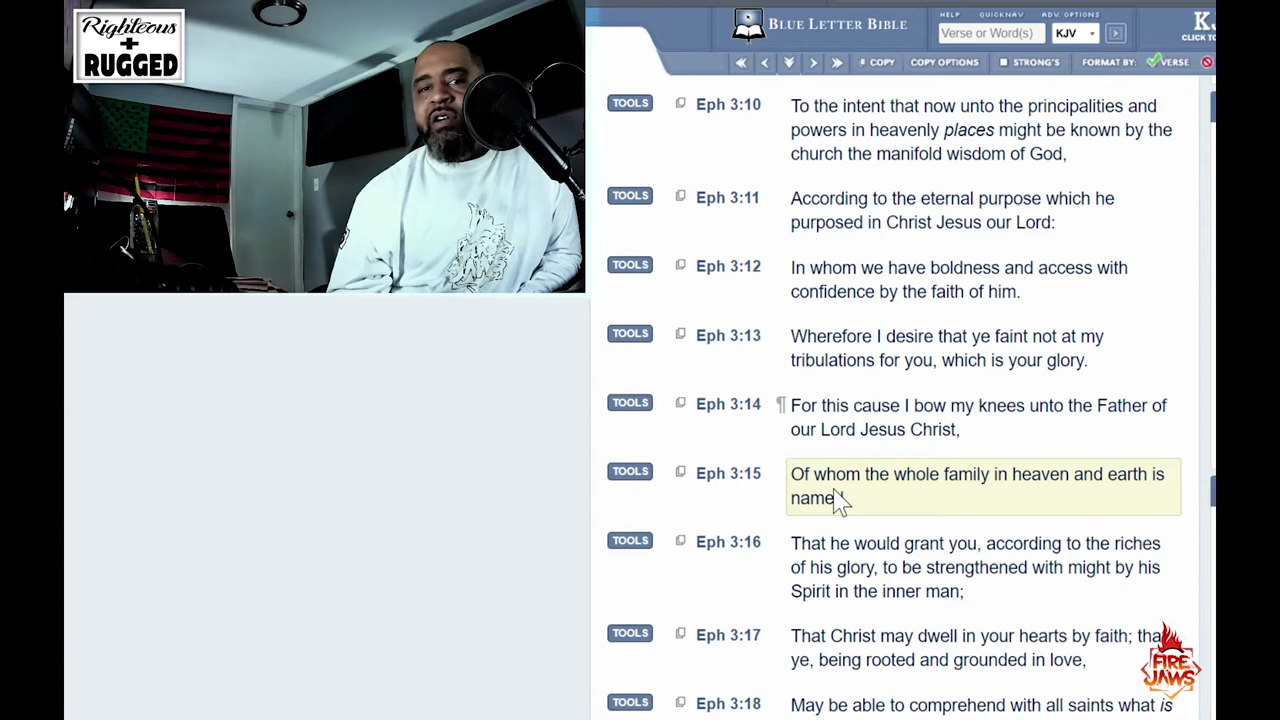 Righteous
+
RUGGED
BLUE LETTER BIBLE
HELP QUICKNAV ADV. OPTIONS
Verse or Word(s) KJV
CLICK
COPY COPY OPTIONS STRONG'S FORMAT BY: VERSE
TOOLS Eph 3:10 To the intent that now unto the principalities and
powers in heavenly places might be known by the
church the manifold wisdom of God,
TOOLS Eph 3:11 According to the eternal purpose which he
purposed in Christ Jesus our Lord:
TOOLS Eph 3:12 In whom we have boldness and access with
confidence by the faith of him.
TOOLS Eph 3:13 Wherefore I desire that ye faint not at my
tribulations for you, which is your glory.
TOOLS Eph 3:14 ¶ For this cause I bow my knees unto the Father of
our Lord Jesus Christ,
TOOLS Eph 3:15 Of whom the whole family in heaven and earth is
name
TOOLS Eph 3:16 That he would grant you, according to the riches
of his glory, to be strengthened with might by his
Spirit in the inner man;
TOOLS Eph 3:17 That Christ may dwell in your hearts by faith; tha
ye, being rooted and grounded in love,
TOOLS Eph 3:18 May be able to comprehend with all saints what is
FIRE
JAWS